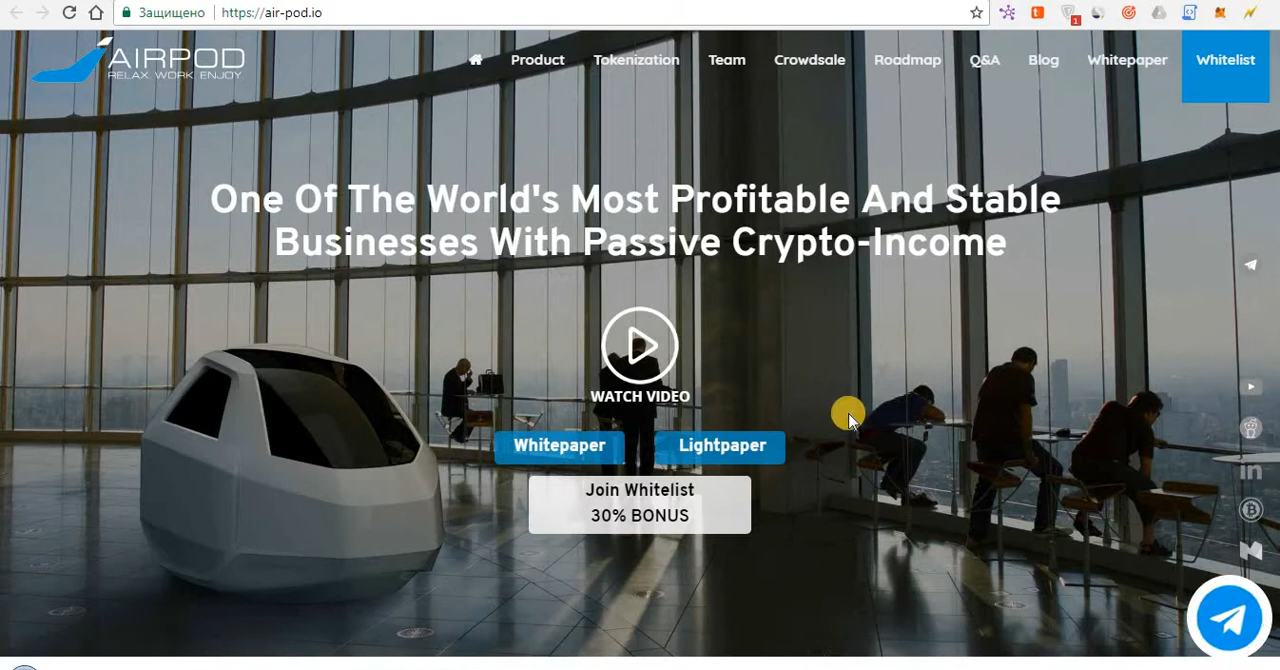 Защищено
https://air-pod.io
1
AIRPOD
RELAX. WORK. ENJOY.
Product
Tokenization
Team
Crowdsale
Roadmap
Q&A
Blog
Whitepaper
Whitelist
One Of The World's Most Profitable And Stable
Businesses With Passive Crypto-Income
WATCH VIDEO
Whitepaper
Lightpaper
Join Whitelist
30% BONUS